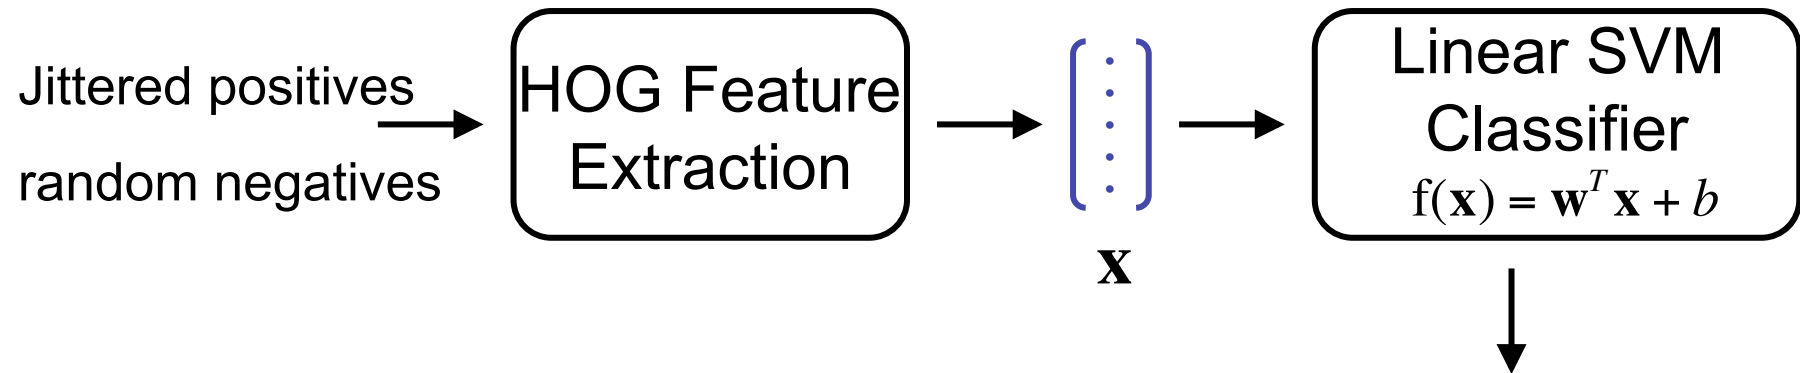 Jittered positives
random negatives
HOG Feature
Extraction
x
Linear SVM
Classifier
f(x) = w^T x + b